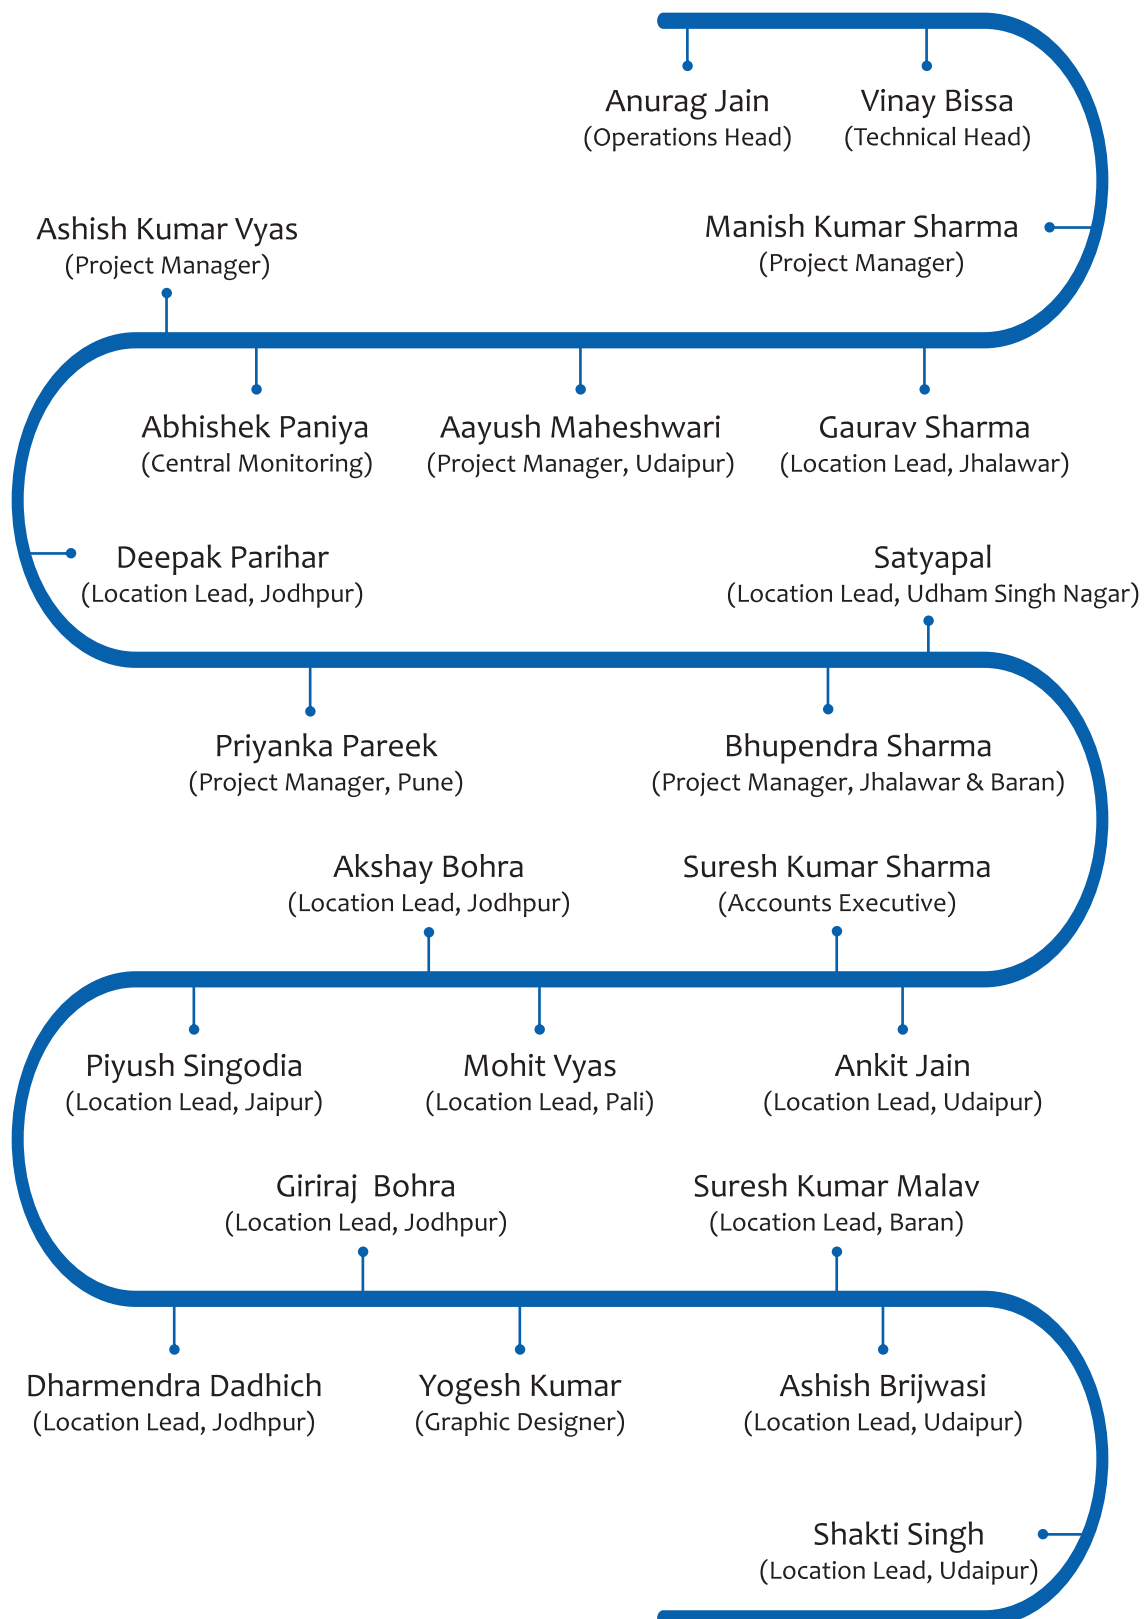 Anurag Jain
(Operations Head)
Vinay Bissa
(Technical Head)
Ashish Kumar Vyas
(Project Manager)
Manish Kumar Sharma
(Project Manager)
Abhishek Paniya
(Central Monitoring)
Aayush Maheshwari
(Project Manager, Udaipur)
Gaurav Sharma
(Location Lead, Jhalawar)
Deepak Parihar
(Location Lead, Jodhpur)
Satyapal
(Location Lead, Udham Singh Nagar)
Priyanka Pareek
(Project Manager, Pune)
Bhupendra Sharma
(Project Manager, Jhalawar & Baran)
Akshay Bohra
(Location Lead, Jodhpur)
Suresh Kumar Sharma
(Accounts Executive)
Piyush Singodia
(Location Lead, Jaipur)
Mohit Vyas
(Location Lead, Pali)
Ankit Jain
(Location Lead, Udaipur)
Giriraj  Bohra
(Location Lead, Jodhpur)
Suresh Kumar Malav
(Location Lead, Baran)
Dharmendra Dadhich
(Location Lead, Jodhpur)
Yogesh Kumar
(Graphic Designer)
Ashish Brijwasi
(Location Lead, Udaipur)
Shakti Singh
(Location Lead, Udaipur)